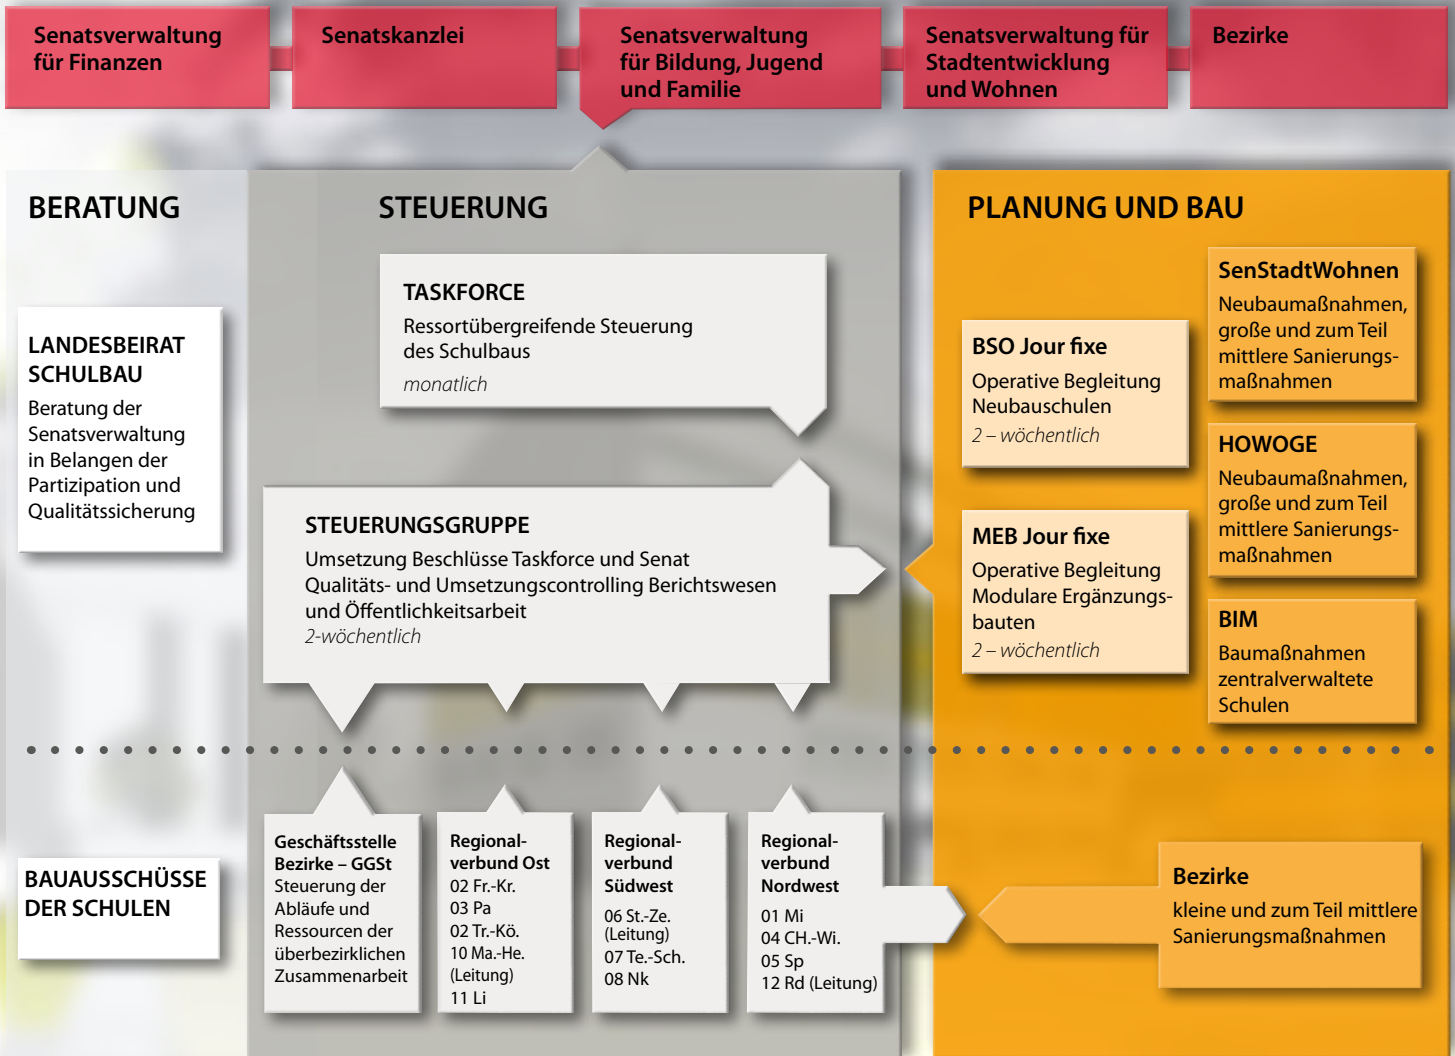 Senatsverwaltung
für Finanzen
Senatskanzlei
Senatsverwaltung
für Bildung, Jugend
und Familie
Senatsverwaltung für
Stadtentwicklung
und Wohnen
Bezirke
BERATUNG
LANDESBEIRAT
SCHULBAU
Beratung der
Senatsverwaltung
in Belangen der
Partizipation und
Qualitätssicherung
STEUERUNG
TASKFORCE
Ressortübergreifende Steuerung
des Schulbaus
monatlich
STEUERUNGSGRUPPE
Umsetzung Beschlüsse Taskforce und Senat
Qualitäts- und Umsetzungscontrolling Berichtswesen
und Öffentlichkeitsarbeit
2-wöchentlich
PLANUNG UND BAU
BSO Jour fixe
Operative Begleitung
Neubauschulen
2 – wöchentlich
MEB Jour fixe
Operative Begleitung
Modulare Ergänzungs-
bauten
2 – wöchentlich
SenStadtWohnen
Neubaumaßnahmen,
große und zum Teil
mittlere Sanierungs-
maßnahmen
HOWOGE
Neubaumaßnahmen,
große und zum Teil
mittlere Sanierungs-
maßnahmen
BIM
Baumaßnahmen
zentralverwaltete
Schulen
BAUAUSSCHÜSSE
DER SCHULEN
Geschäftsstelle
Bezirke – GGSt
Steuerung der
Abläufe und
Ressourcen der
überbezirklichen
Zusammenarbeit
Regional-
verbund Ost
02 Fr.-Kr.
03 Pa
02 Tr.-Kö.
10 Ma.-He.
(Leitung)
11 Li
Regional-
verbund
Südwest
06 St.-Ze.
(Leitung)
07 Te.-Sch.
08 Nk
Regional-
verbund
Nordwest
01 Mi
04 CH.-Wi.
05 Sp
12 Rd (Leitung)
Bezirke
kleine und zum Teil mittlere
Sanierungsmaßnahmen